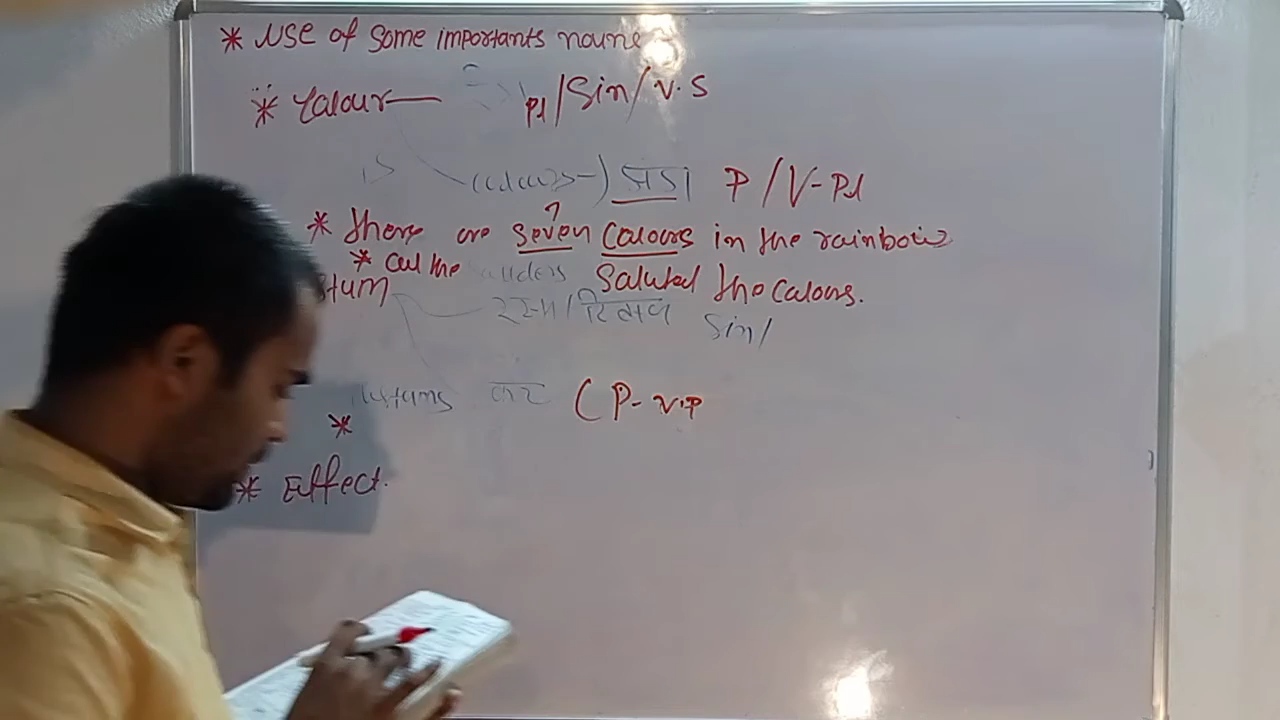 * use of some importants noune
* Colour— Pl/Sin/V.S
(colours-) झंडा P/V-Pl
* there are seven Colours in the rainbow
* all the soldiers Saluted the Colours.
stum रस्म/रिवाज Sin/
customs कर (P-V.P
*
* Effect.